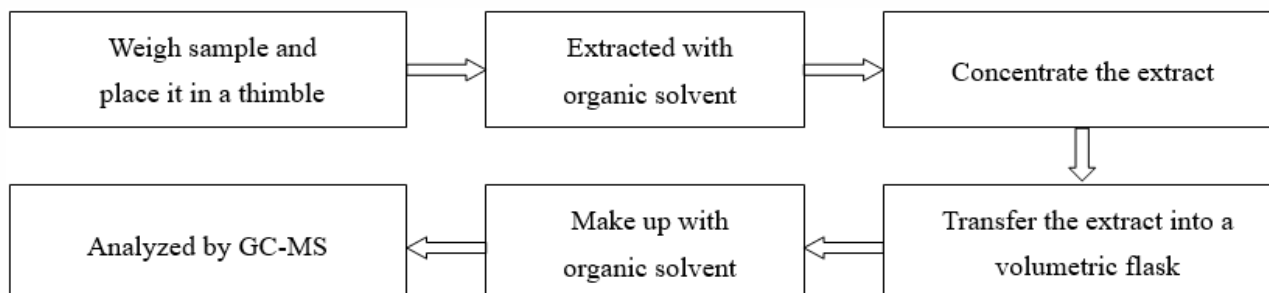 Weigh sample and
place it in a thimble
Extracted with
organic solvent
Concentrate the extract
Transfer the extract into a
volumetric flask
Make up with
organic solvent
Analyzed by GC-MS